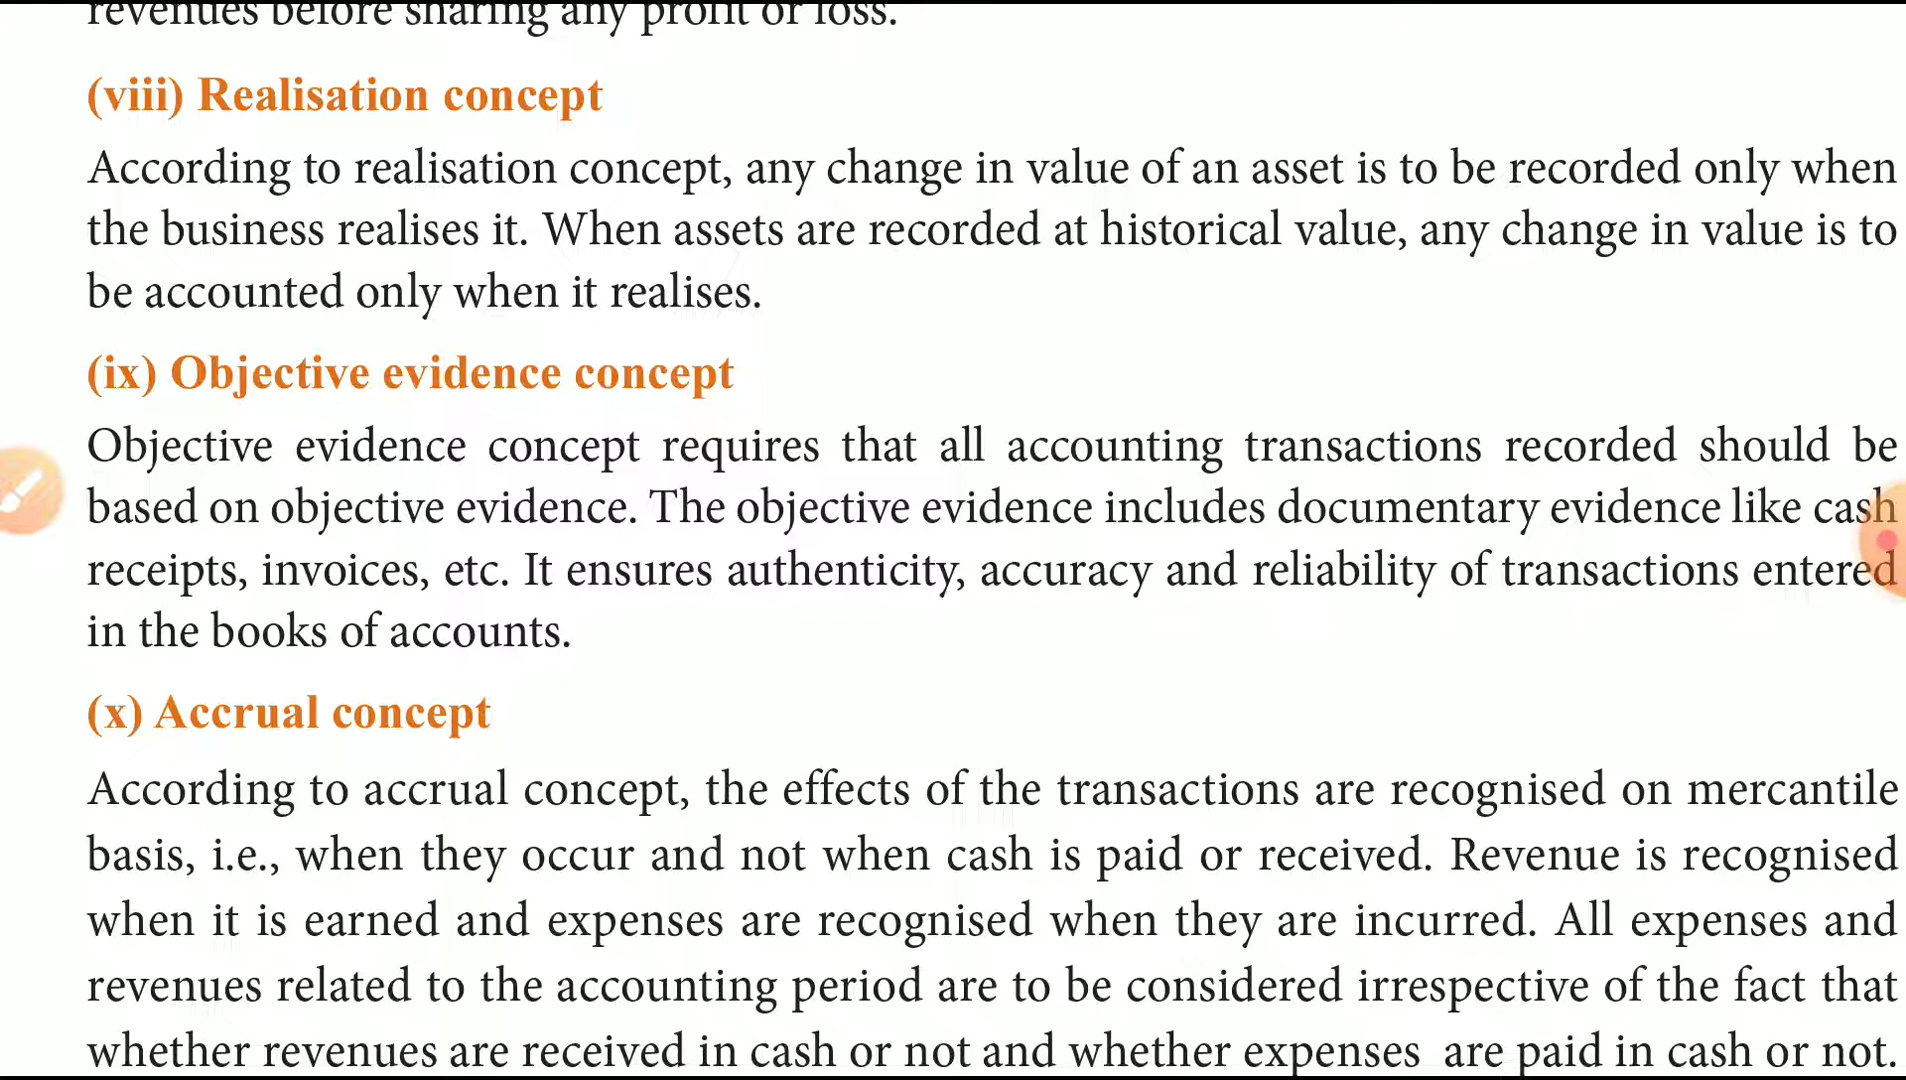 revenues before sharing any profit or loss.
(viii) Realisation concept
According to realisation concept, any change in value of an asset is to be recorded only when
the business realises it. When assets are recorded at historical value, any change in value is to
be accounted only when it realises.
(ix) Objective evidence concept
Objective evidence concept requires that all accounting transactions recorded should be
based on objective evidence. The objective evidence includes documentary evidence like cash
receipts, invoices, etc. It ensures authenticity, accuracy and reliability of transactions entered
in the books of accounts.
(x) Accrual concept
According to accrual concept, the effects of the transactions are recognised on mercantile
basis, i.e., when they occur and not when cash is paid or received. Revenue is recognised
when it is earned and expenses are recognised when they are incurred. All expenses and
revenues related to the accounting period are to be considered irrespective of the fact that
whether revenues are received in cash or not and whether expenses are paid in cash or not.